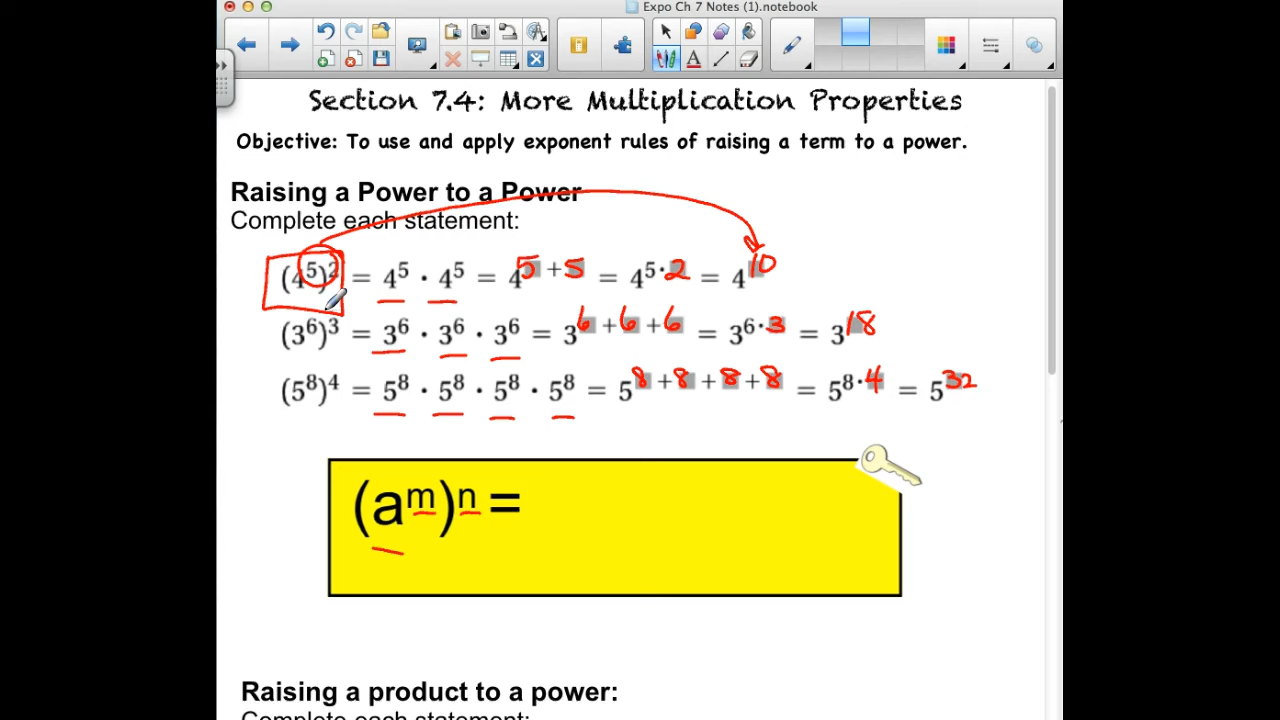 Expo Ch 7 Notes (1).notebook
Section 7.4: More Multiplication Properties
Objective: To use and apply exponent rules of raising a term to a power.
Raising a Power to a Power
Complete each statement:
(4⁵)² = 4⁵ · 4⁵ = 4⁵ ⁺ ⁵ = 4⁵˙² = 4¹⁰
(3⁶)³ = 3⁶ · 3⁶ · 3⁶ = 3⁶ ⁺ ⁶ ⁺ ⁶ = 3⁶˙³ = 3¹⁸
(5⁸)⁴ = 5⁸ · 5⁸ · 5⁸ · 5⁸ = 5⁸ ⁺ ⁸ ⁺ ⁸ ⁺ ⁸ = 5⁸˙⁴ = 5³²
(aᵐ)ⁿ =
Raising a product to a power:
Complete each statement: